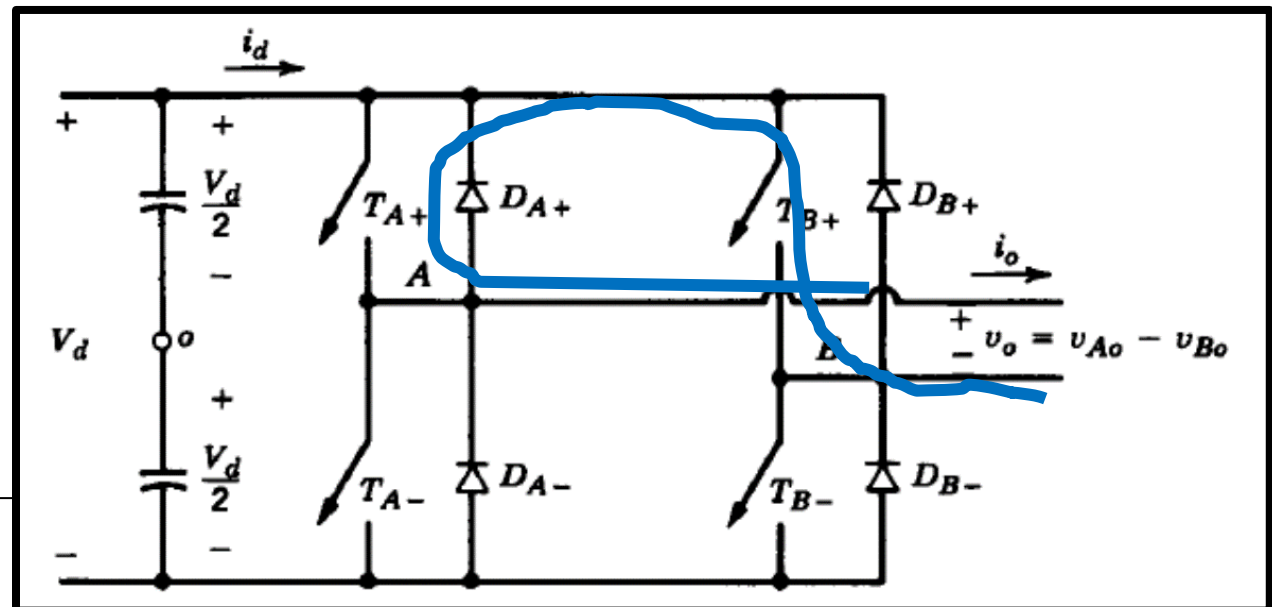 i_d
+ +
V_d/2
T_A+ D_A+ T_B+ D_B+
−
A
i_o
V_d o
+
− v_o = v_Ao − v_Bo
B
+
V_d/2
T_A− D_A− T_B− D_B−
− −